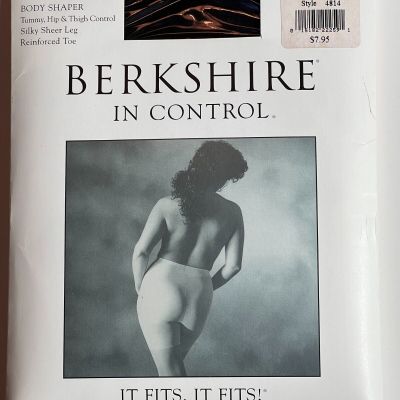 BODY SHAPER
Tummy, Hip & Thigh Control
Silky Sheer Leg
Reinforced Toe
Style 4814
$7.95
BERKSHIRE®
IN CONTROL®
IT FITS. IT FITS!®